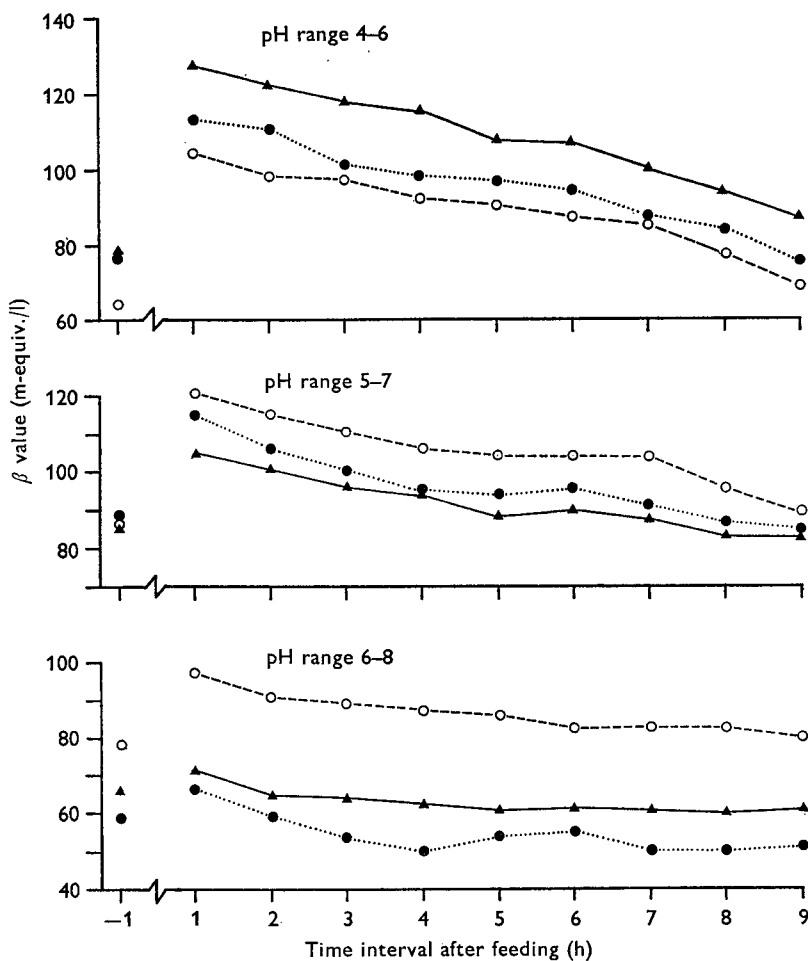 pH range 4–6
140
120
100
80
60
pH range 5–7
120
100
80
pH range 6–8
100
80
60
40
β value (m-equiv./l)
—1 1 2 3 4 5 6 7 8 9
Time interval after feeding (h)